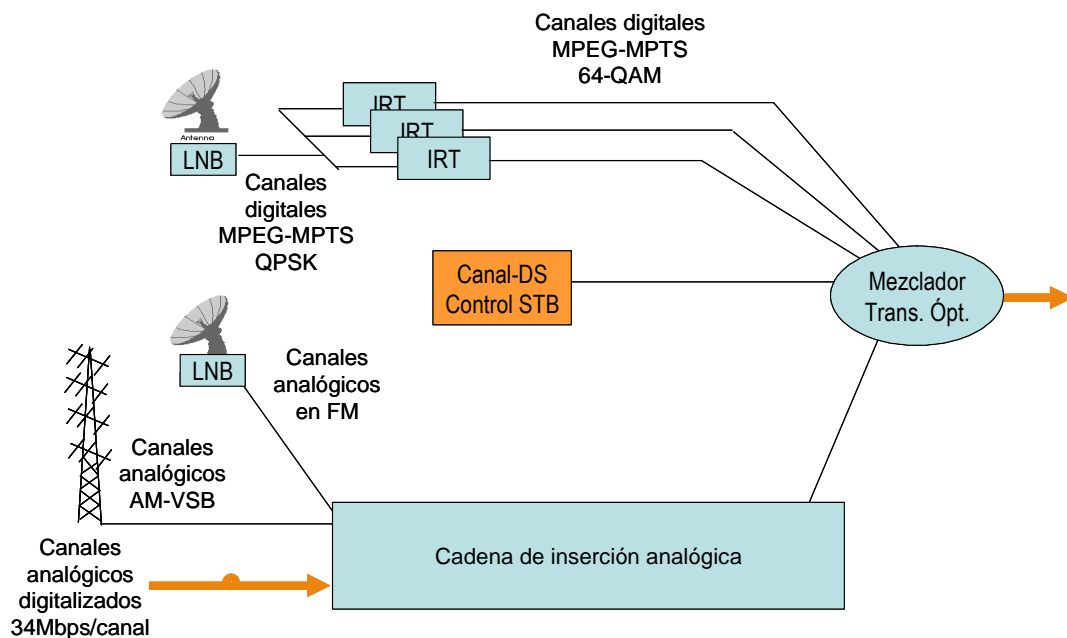 Canales digitales
MPEG-MPTS
64-QAM
IRT
IRT
IRT
Antenna
LNB
Canales
digitales
MPEG-MPTS
QPSK
Canal-DS
Control STB
Mezclador
Trans. Ópt.
LNB
Canales
analógicos
en FM
Canales
analógicos
AM-VSB
Canales
analógicos
digitalizados
34Mbps/canal
Cadena de inserción analógica